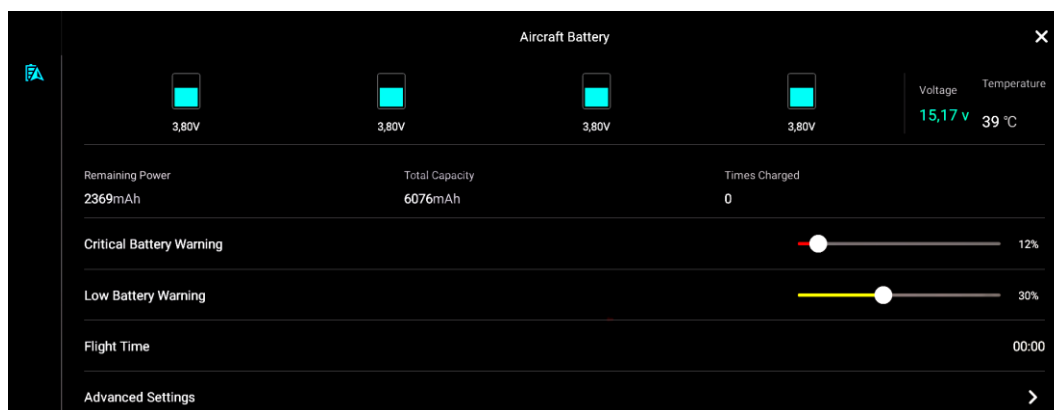 Aircraft Battery
3,80V 3,80V 3,80V 3,80V
Voltage Temperature
15,17 v 39 °C
Remaining Power Total Capacity Times Charged
2369mAh 6076mAh 0
Critical Battery Warning 12%
Low Battery Warning 30%
Flight Time 00:00
Advanced Settings